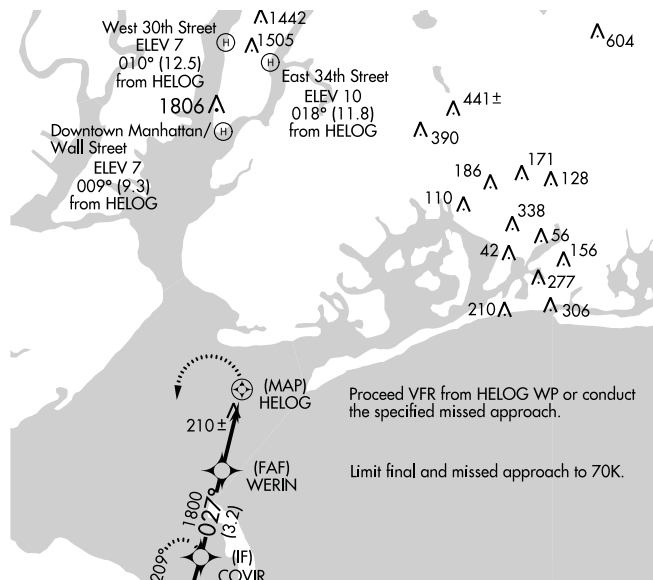 1442
West 30th Street
ELEV 7
010° (12.5)
from HELOG
H
1505
H
604
East 34th Street
ELEV 10
018° (11.8)
from HELOG
1806
441±
390
Downtown Manhattan/
Wall Street
ELEV 7
009° (9.3)
from HELOG
H
171
186
128
110
338
56
42
156
277
210
306
(MAP)
HELOG
210±
Proceed VFR from HELOG WP or conduct
the specified missed approach.
(FAF)
WERIN
Limit final and missed approach to 70K.
1800
027°
(3.2)
209°
(IF)
COVIR